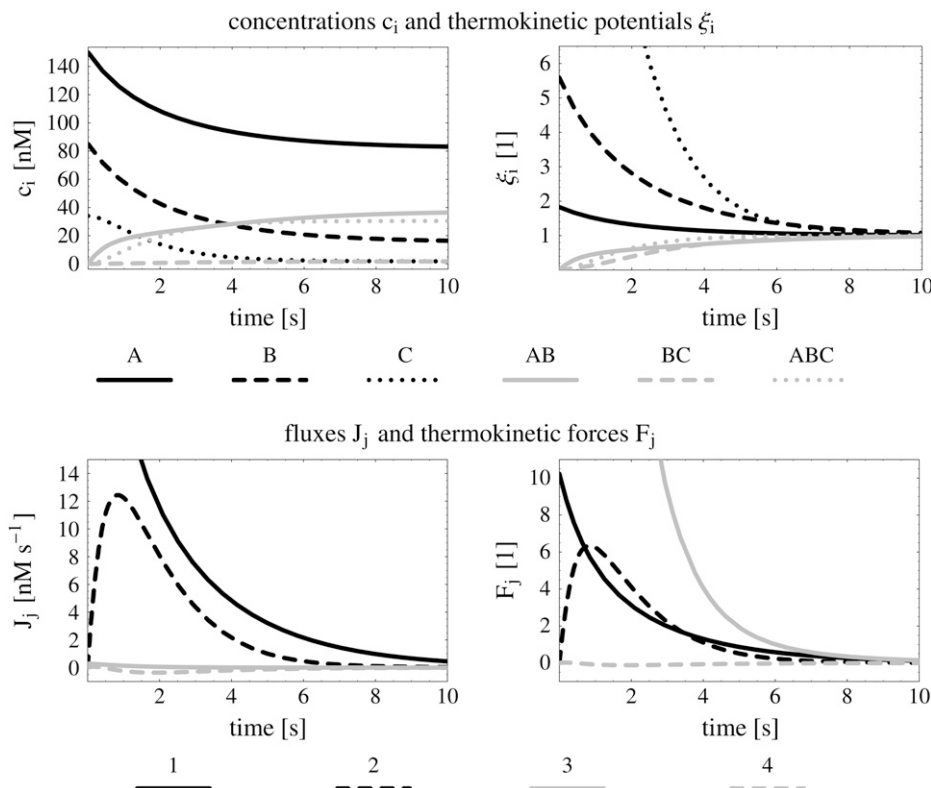 concentrations c_i and thermokinetic potentials ξ_i
c_i [nM]
140
120
100
80
60
40
20
0
2 4 6 8 10
time [s]
ξ_i [1]
6
5
4
3
2
1
2 4 6 8 10
time [s]
A B C AB BC ABC
fluxes J_j and thermokinetic forces F_j
J_j [nM s⁻¹]
14
12
10
8
6
4
2
0
2 4 6 8 10
time [s]
F_j [1]
10
8
6
4
2
0
2 4 6 8 10
time [s]
1 2 3 4